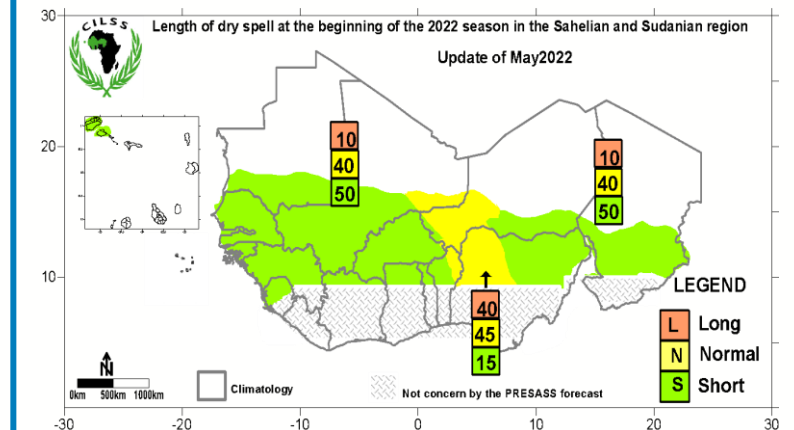 CILSS
Length of dry spell at the beginning of the 2022 season in the Sahelian and Sudanian region
Update of May2022
30
20
10
10
40
50
10
40
50
40
45
15
LEGEND
L Long
N Normal
S Short
N
0km 500km 1000km
Climatology
Not concern by the PRESASS forecast
-30 -20 -10 0 10 20 30